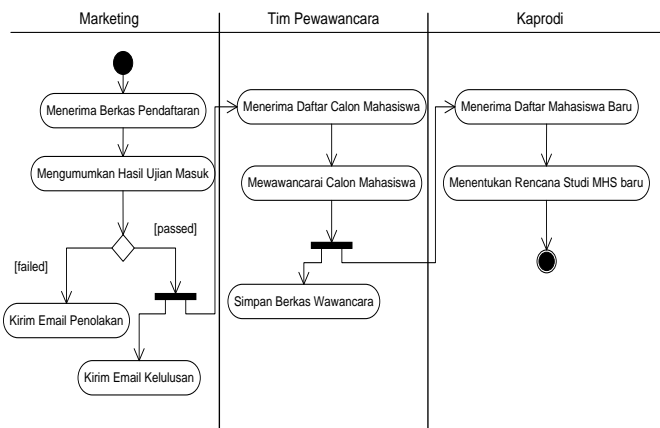 Marketing
Tim Pewawancara
Kaprodi
Menerima Berkas Pendaftaran
Menerima Daftar Calon Mahasiswa
Menerima Daftar Mahasiswa Baru
Mengumumkan Hasil Ujian Masuk
Mewawancarai Calon Mahasiswa
Menentukan Rencana Studi MHS baru
[passed]
[failed]
Simpan Berkas Wawancara
Kirim Email Penolakan
Kirim Email Kelulusan